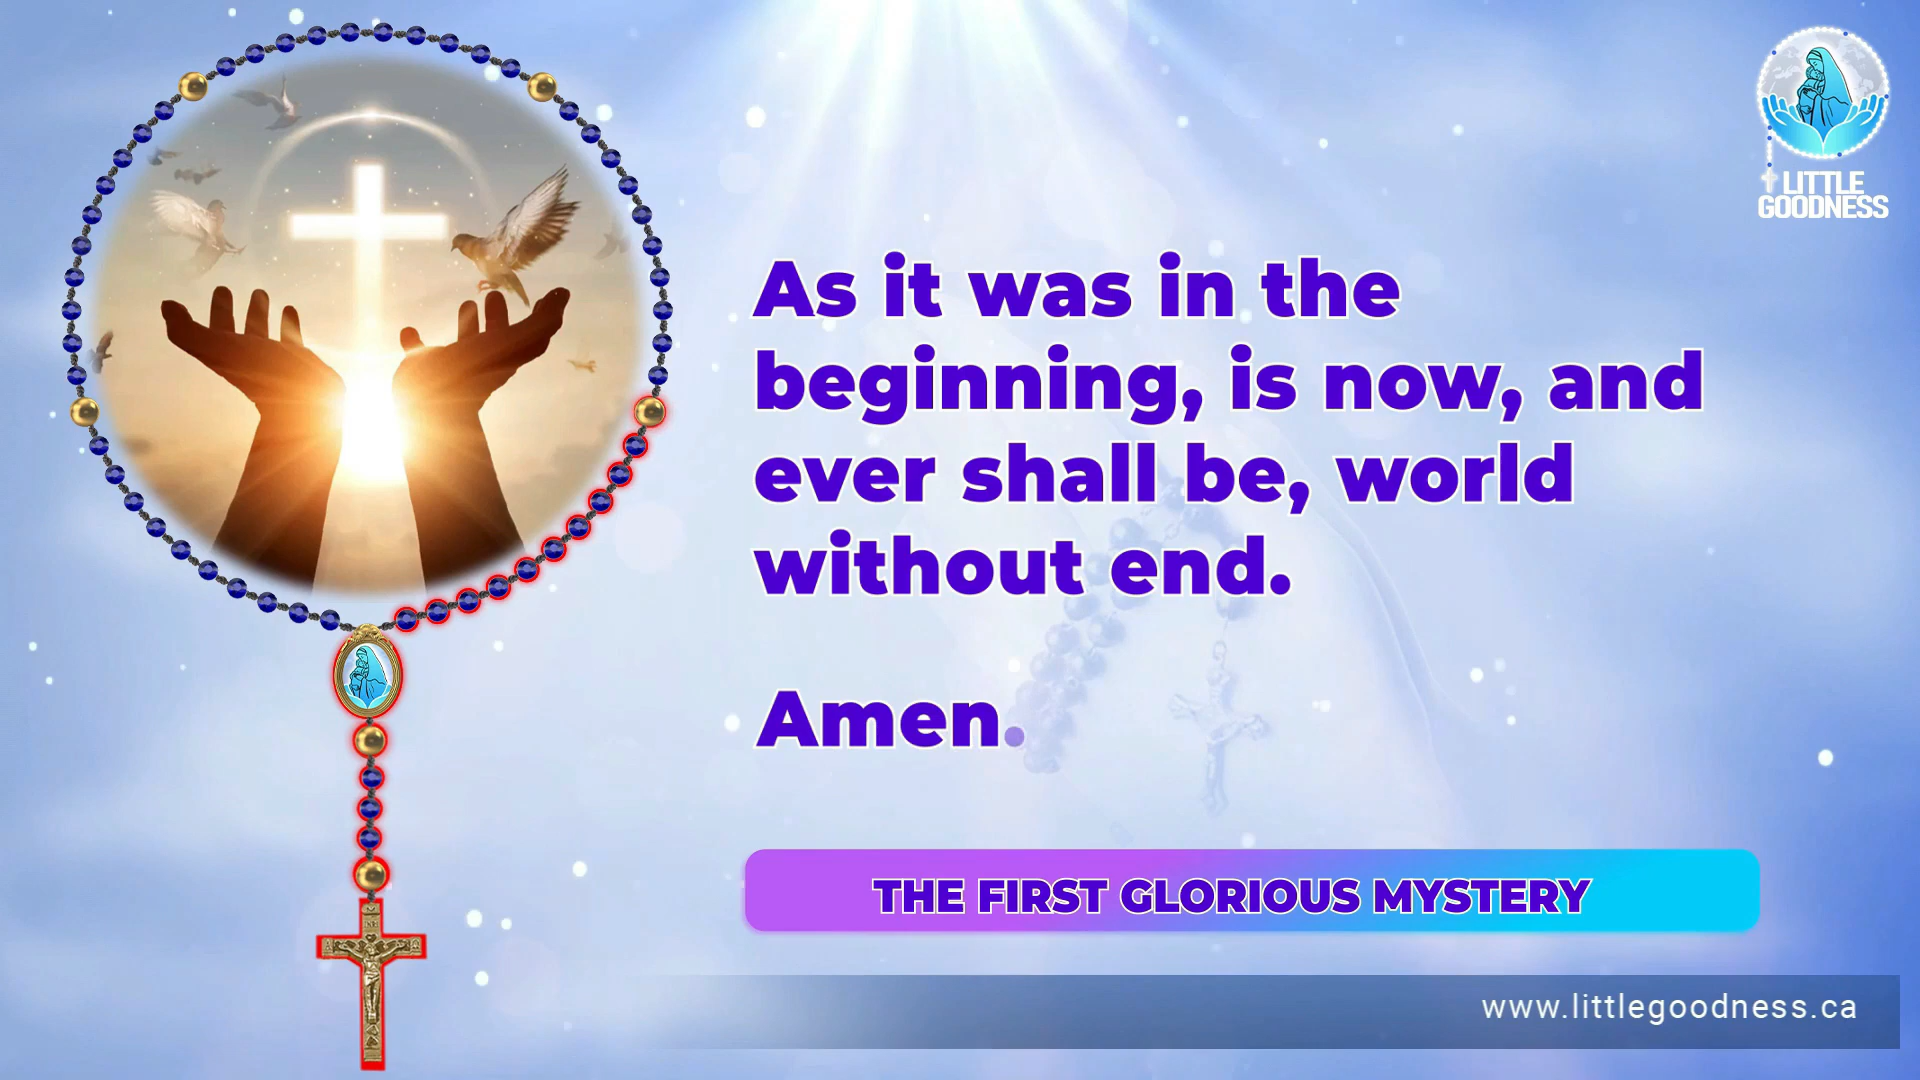 LITTLE
GOODNESS
As it was in the
beginning, is now, and
ever shall be, world
without end.
Amen.
THE FIRST GLORIOUS MYSTERY
www.littlegoodness.ca